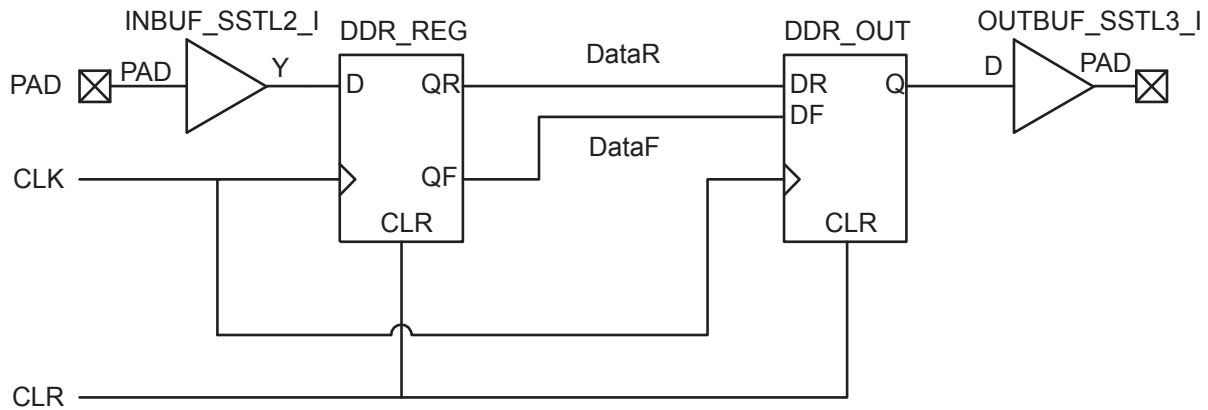 INBUF_SSTL2_I
DDR_REG
DDR_OUT
OUTBUF_SSTL3_I
PAD
PAD
Y
D
QR
DataR
DR
Q
D
PAD
DF
DataF
CLK
QF
CLR
CLR
CLR